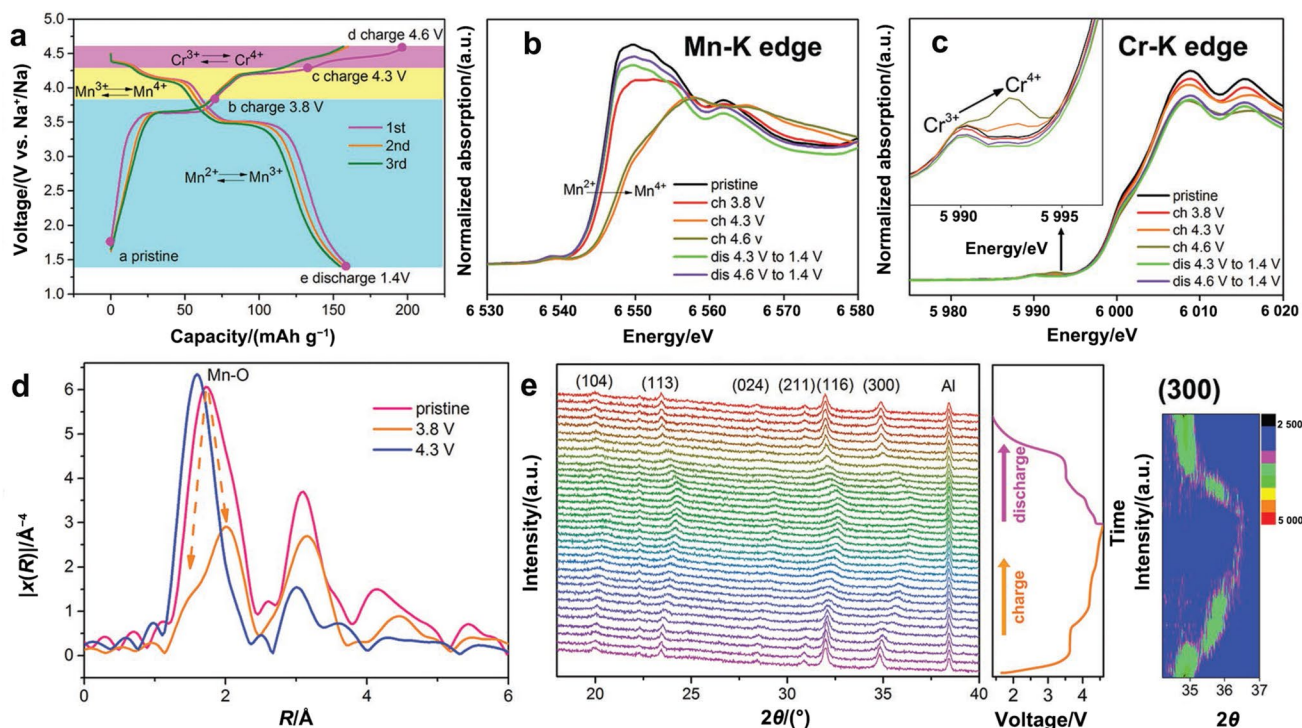 a
Voltage/(V vs. Na⁺/Na)
5.0
4.5
4.0
3.5
3.0
2.5
2.0
1.5
1.0
d charge 4.6 V
Cr³⁺ ⇌ Cr⁴⁺
c charge 4.3 V
Mn³⁺ ⇌ Mn⁴⁺
b charge 3.8 V
1st
2nd
3rd
Mn²⁺ ⇌ Mn³⁺
a pristine
e discharge 1.4V
0 50 100 150 200
Capacity/(mAh g⁻¹)
b
Mn-K edge
Normalized absorption/(a.u.)
Mn²⁺ → Mn⁴⁺
pristine
ch 3.8 V
ch 4.3 V
ch 4.6 v
dis 4.3 V to 1.4 V
dis 4.6 V to 1.4 V
6 530 6 540 6 550 6 560 6 570 6 580
Energy/eV
c
Cr-K edge
Normalized absorption/(a.u.)
Cr³⁺ → Cr⁴⁺
5 990 5 995
Energy/eV
pristine
ch 3.8 V
ch 4.3 V
ch 4.6 V
dis 4.3 V to 1.4 V
dis 4.6 V to 1.4 V
5 980 5 990 6 000 6 010 6 020
Energy/eV
d
|x(R)|/Å⁻⁴
6
5
4
3
2
1
0
Mn-O
pristine
3.8 V
4.3 V
0 2 4 6
R/Å
e
Intensity/(a.u.)
(104) (113) (024) (211) (116) (300) Al
20 25 30 35 40
2θ/(°)
discharge
charge
Time
2 3 4
Voltage/V
(300)
Intensity/(a.u.)
2 500
5 000
35 36 37
2θ